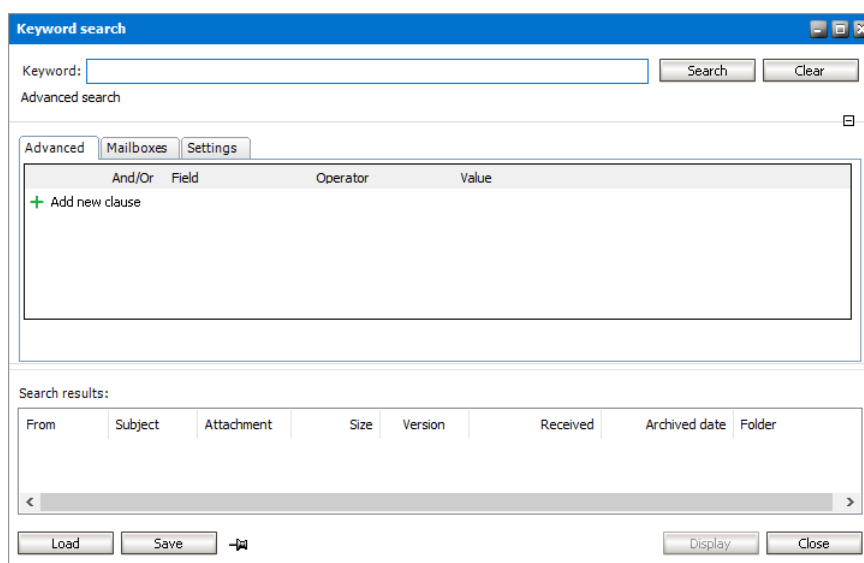 Keyword search
Keyword: Search Clear
Advanced search
Advanced Mailboxes Settings
And/Or Field Operator Value
+ Add new clause
Search results:
From Subject Attachment Size Version Received Archived date Folder
Load Save Display Close